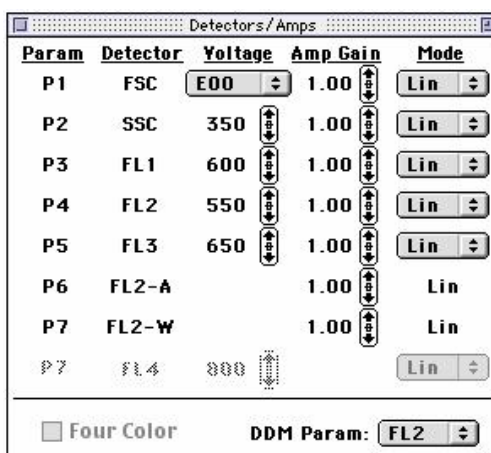 Detectors/Amps
Param Detector Voltage Amp Gain Mode
P1 FSC E00 1.00 Lin
P2 SSC 350 1.00 Lin
P3 FL1 600 1.00 Lin
P4 FL2 550 1.00 Lin
P5 FL3 650 1.00 Lin
P6 FL2-A 1.00 Lin
P7 FL2-W 1.00 Lin
P7 FL4 800 Lin
Four Color DDM Param: FL2